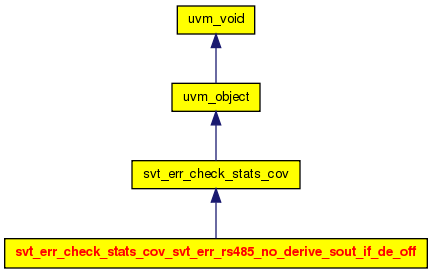 uvm_void
uvm_object
svt_err_check_stats_cov
svt_err_check_stats_cov_svt_err_rs485_no_derive_sout_if_de_off